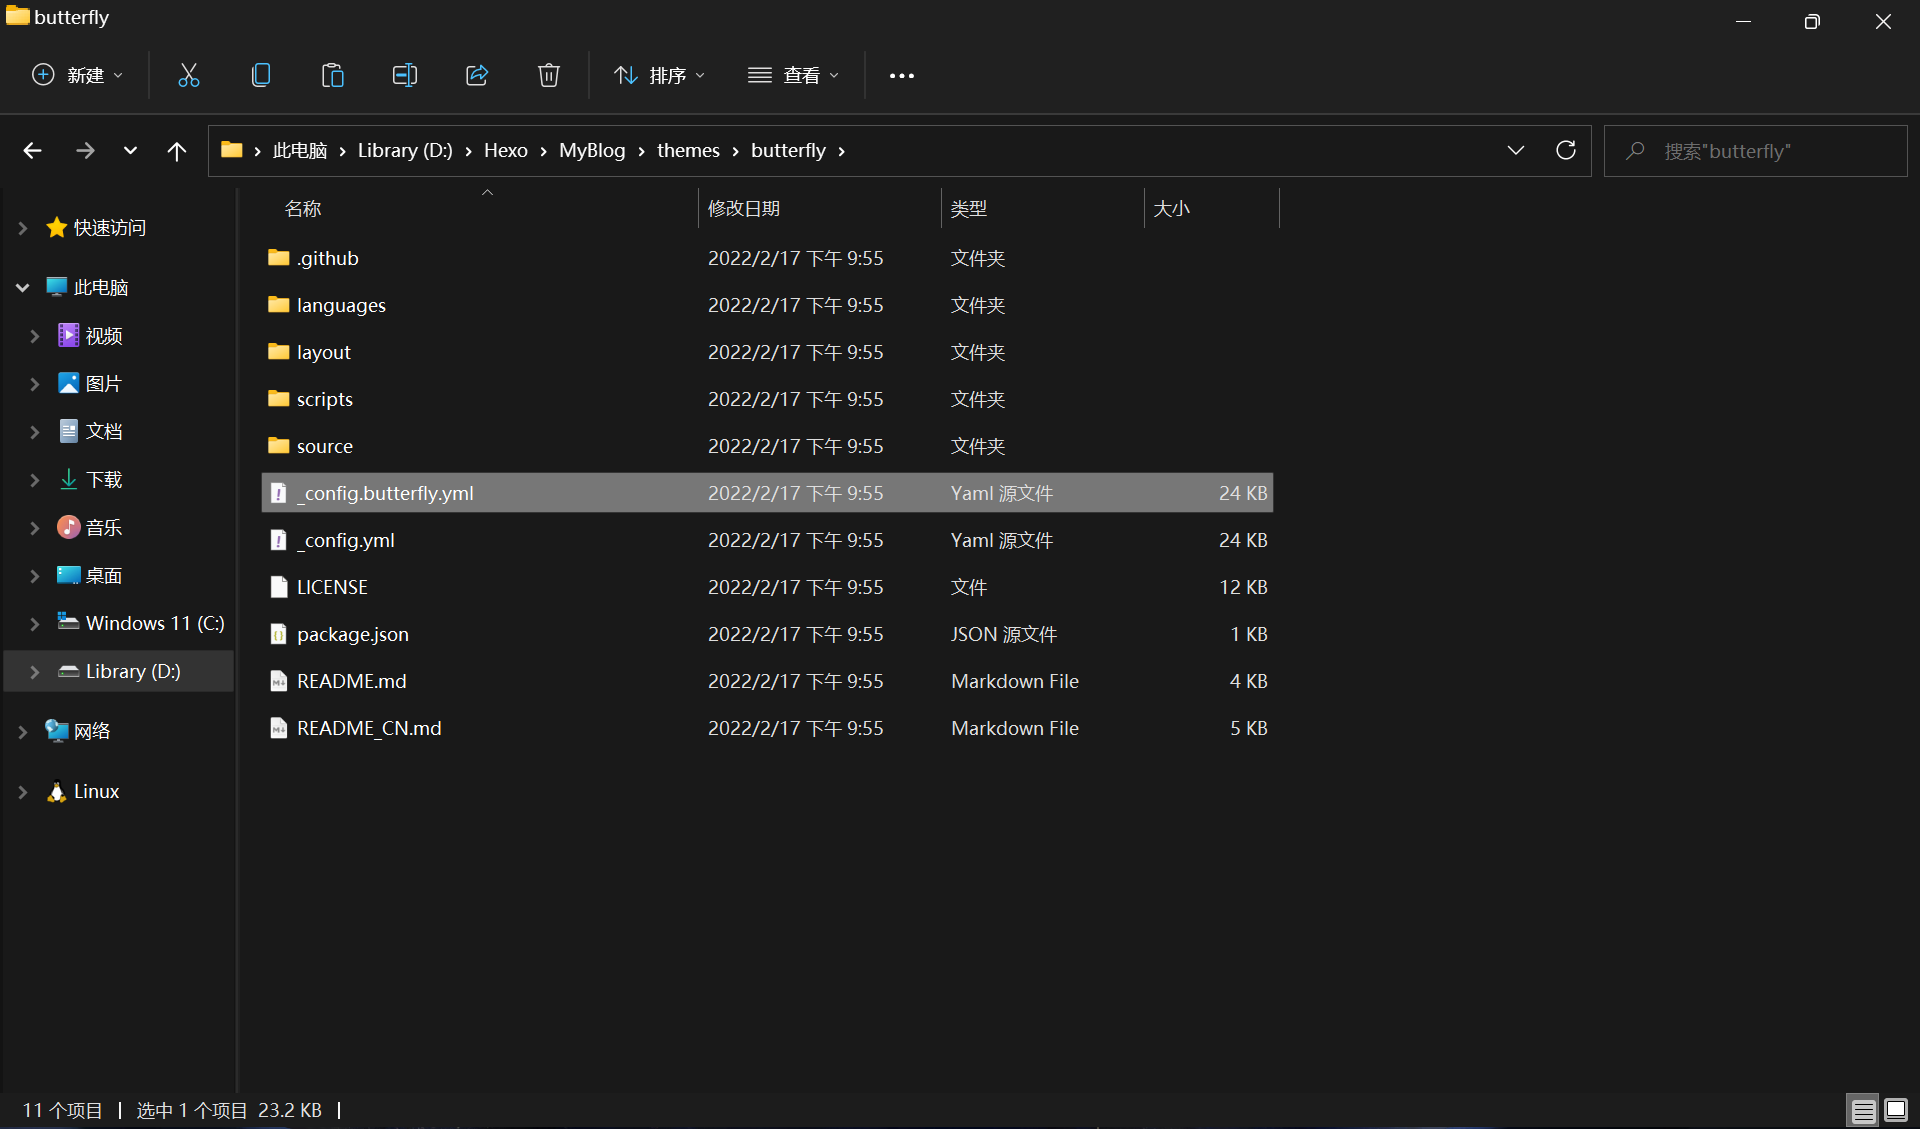 butterfly
新建 排序 查看
此电脑 › Library (D:) › Hexo › MyBlog › themes › butterfly ›
搜索"butterfly"
快速访问
此电脑
视频
图片
文档
下载
音乐
桌面
Windows 11 (C:)
Library (D:)
网络
Linux
名称 修改日期 类型 大小
.github 2022/2/17 下午 9:55 文件夹
languages 2022/2/17 下午 9:55 文件夹
layout 2022/2/17 下午 9:55 文件夹
scripts 2022/2/17 下午 9:55 文件夹
source 2022/2/17 下午 9:55 文件夹
_config.butterfly.yml 2022/2/17 下午 9:55 Yaml 源文件 24 KB
_config.yml 2022/2/17 下午 9:55 Yaml 源文件 24 KB
LICENSE 2022/2/17 下午 9:55 文件 12 KB
package.json 2022/2/17 下午 9:55 JSON 源文件 1 KB
README.md 2022/2/17 下午 9:55 Markdown File 4 KB
README_CN.md 2022/2/17 下午 9:55 Markdown File 5 KB
11 个项目 | 选中 1 个项目 23.2 KB |